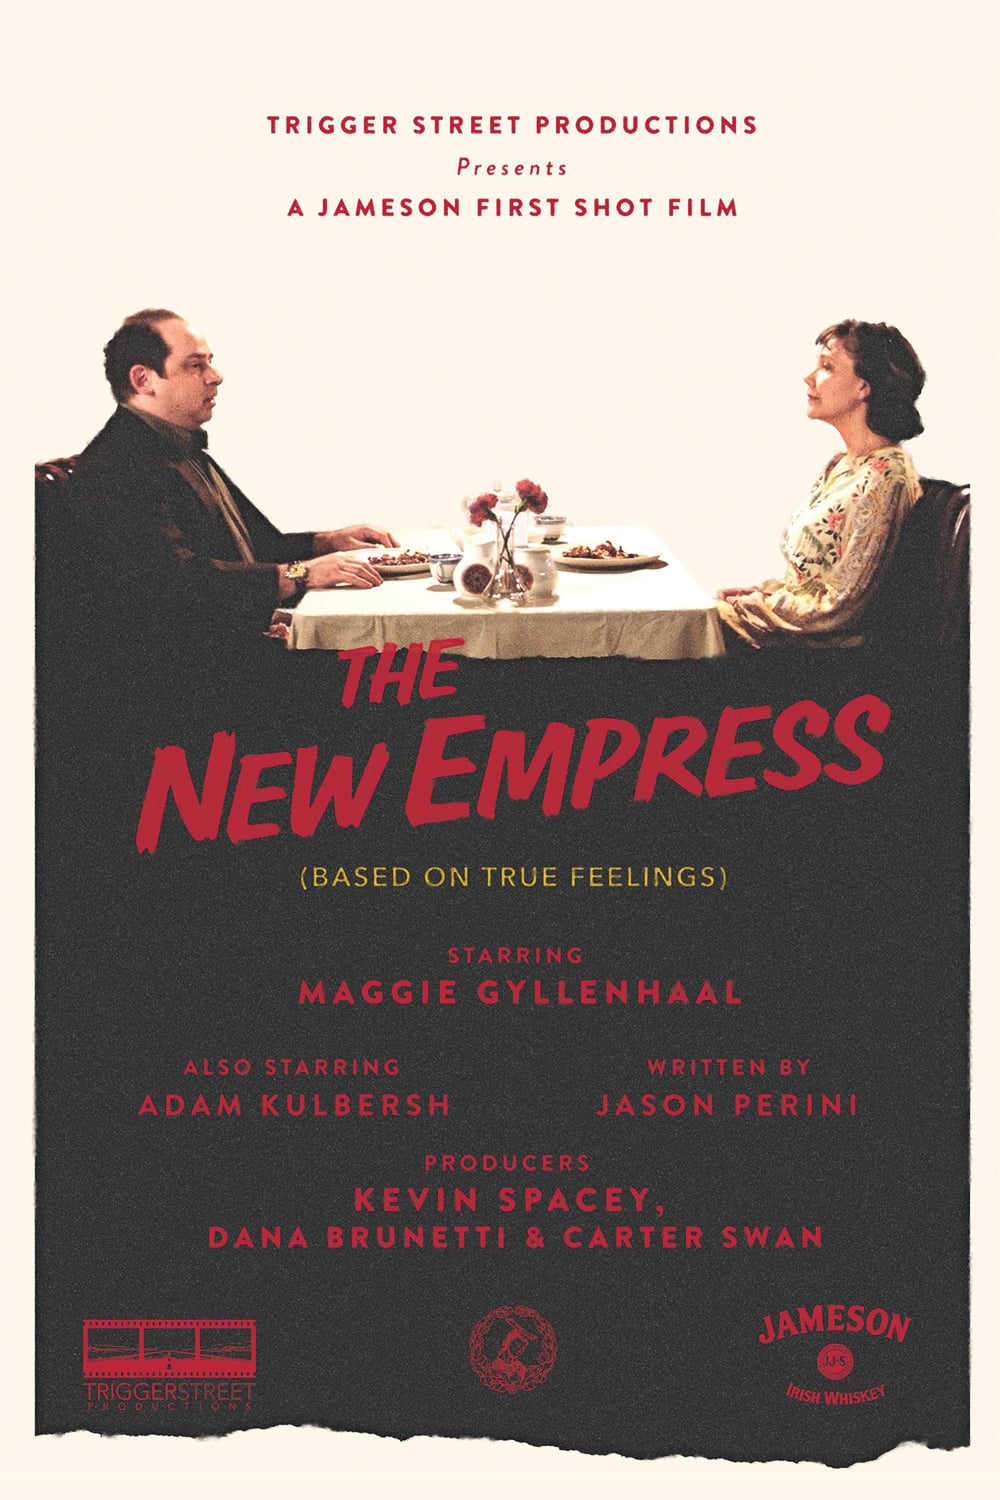 TRIGGER STREET PRODUCTIONS
Presents
A JAMESON FIRST SHOT FILM
THE
NEW EMPRESS
(BASED ON TRUE FEELINGS)
STARRING
MAGGIE GYLLENHAAL
ALSO STARRING
ADAM KULBERSH
WRITTEN BY
JASON PERINI
PRODUCERS
KEVIN SPACEY,
DANA BRUNETTI & CARTER SWAN
TRIGGERSTREET
PRODUCTIONS
JAMESON
JJ&S
IRISH WHISKEY